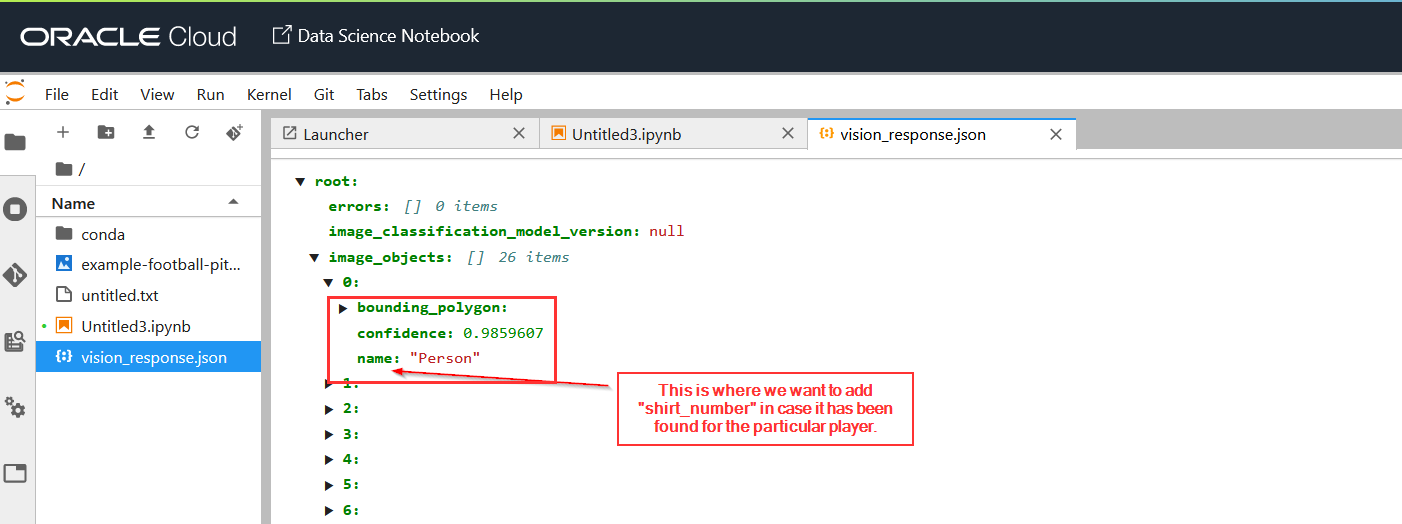 ORACLE Cloud
Data Science Notebook
File Edit View Run Kernel Git Tabs Settings Help
Launcher
Untitled3.ipynb
vision_response.json
/
Name
conda
example-football-pit...
untitled.txt
Untitled3.ipynb
vision_response.json
root:
errors: [] 0 items
image_classification_model_version: null
image_objects: [] 26 items
0:
bounding_polygon:
confidence: 0.9859607
name: "Person"
1:
2:
3:
4:
5:
6:
This is where we want to add
"shirt_number" in case it has been
found for the particular player.